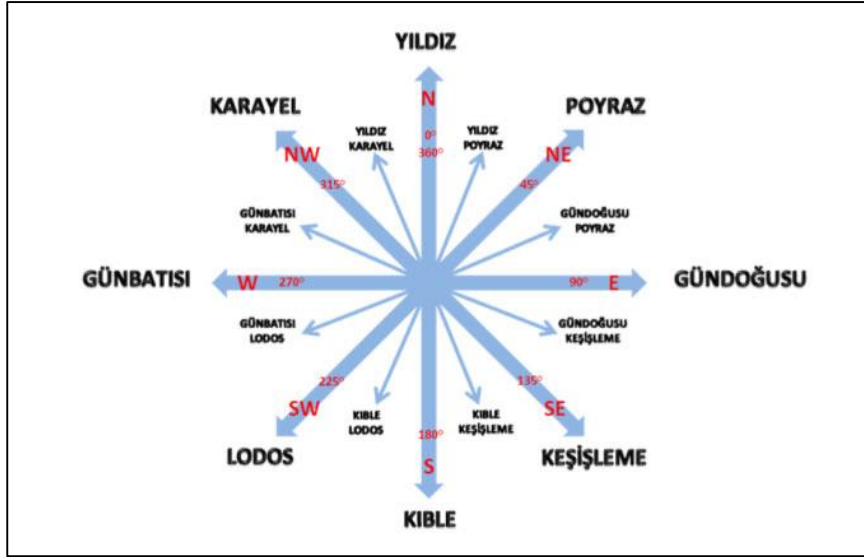 YILDIZ
N
0°
360°
KARAYEL
NW
315°
YILDIZ
KARAYEL
YILDIZ
POYRAZ
POYRAZ
NE
45°
GÜNBATISI
KARAYEL
GÜNDOĞUSU
POYRAZ
GÜNBATISI
W
270°
90°
E
GÜNDOĞUSU
GÜNBATISI
LODOS
GÜNDOĞUSU
KEŞİŞLEME
225°
SW
LODOS
KIBLE
LODOS
180°
S
KIBLE
KIBLE
KEŞİŞLEME
135°
SE
KEŞİŞLEME